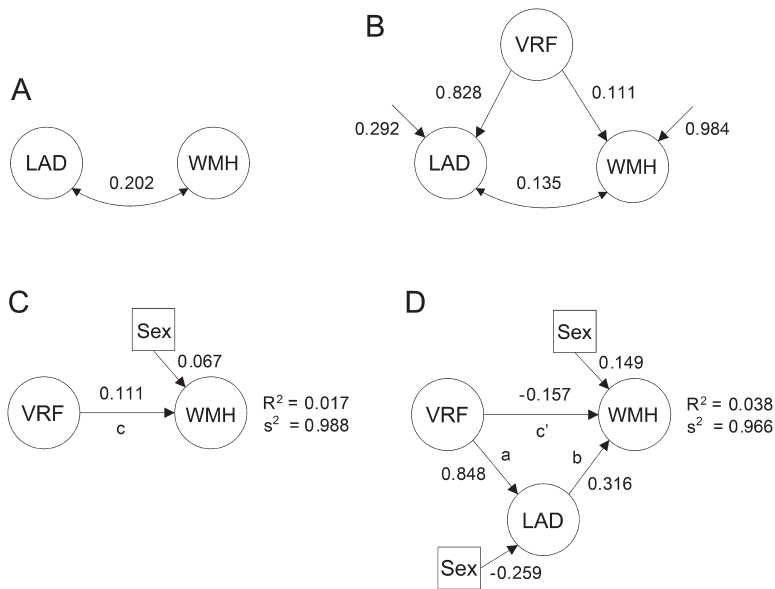 A
LAD
WMH
0.202
B
VRF
0.828
0.111
0.292
0.984
LAD
WMH
0.135
C
Sex
0.067
VRF
0.111
c
WMH
R² = 0.017
s² = 0.988
D
Sex
0.149
VRF
-0.157
c’
WMH
R² = 0.038
s² = 0.966
a
b
0.848
0.316
LAD
Sex
-0.259